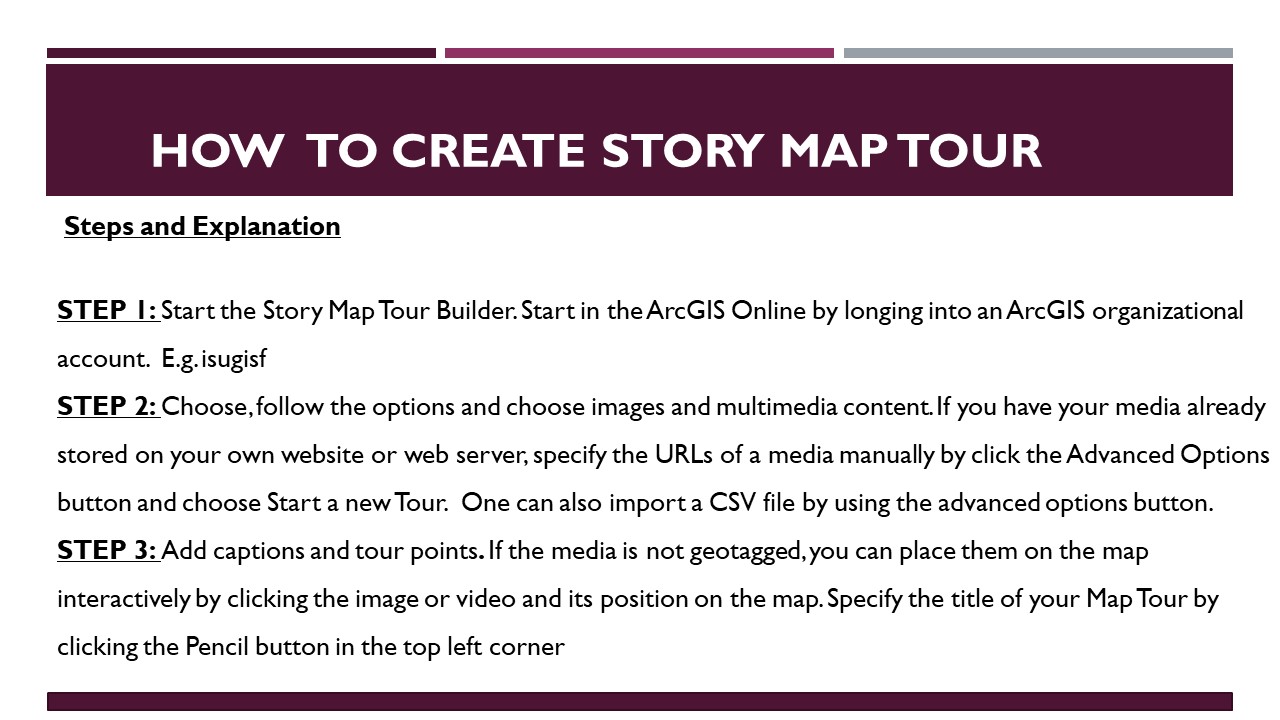 HOW TO CREATE STORY MAP TOUR
Steps and Explanation
STEP 1: Start the Story Map Tour Builder. Start in the ArcGIS Online by longing into an ArcGIS organizational
account. E.g. isugisf
STEP 2: Choose, follow the options and choose images and multimedia content. If you have your media already
stored on your own website or web server, specify the URLs of a media manually by click the Advanced Options
button and choose Start a new Tour. One can also import a CSV file by using the advanced options button.
STEP 3: Add captions and tour points. If the media is not geotagged, you can place them on the map
interactively by clicking the image or video and its position on the map. Specify the title of your Map Tour by
clicking the Pencil button in the top left corner